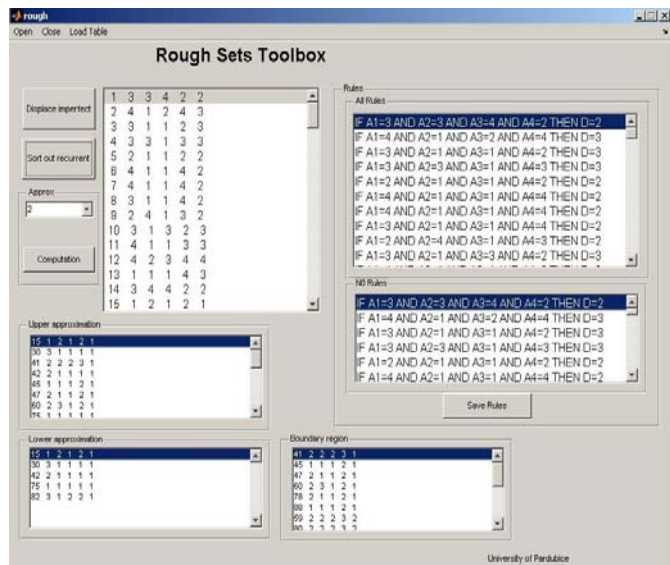 rough
Open Close Load Table
Rough Sets Toolbox
Displace impertect
Sort out recurrent
Approx
2
Computation
1 3 3 4 2 2
2 4 1 2 4 3
3 3 1 1 2 3
4 3 3 1 3 3
5 2 1 1 2 2
6 4 1 1 4 2
7 4 1 1 4 2
8 3 1 1 4 2
9 2 4 1 3 2
10 3 1 3 2 3
11 4 1 1 3 3
12 4 2 3 4 4
13 1 1 1 4 3
14 3 4 4 2 2
15 1 2 1 2 1
Rules
All Rules
IF A1=3 AND A2=3 AND A3=4 AND A4=2 THEN D=2
IF A1=4 AND A2=1 AND A3=2 AND A4=4 THEN D=3
IF A1=3 AND A2=1 AND A3=1 AND A4=2 THEN D=3
IF A1=3 AND A2=3 AND A3=1 AND A4=3 THEN D=3
IF A1=2 AND A2=1 AND A3=1 AND A4=2 THEN D=2
IF A1=4 AND A2=1 AND A3=1 AND A4=4 THEN D=2
IF A1=4 AND A2=1 AND A3=1 AND A4=4 THEN D=2
IF A1=3 AND A2=1 AND A3=1 AND A4=4 THEN D=2
IF A1=2 AND A2=4 AND A3=1 AND A4=3 THEN D=2
IF A1=3 AND A2=1 AND A3=3 AND A4=2 THEN D=3
N0 Rules
IF A1=3 AND A2=3 AND A3=4 AND A4=2 THEN D=2
IF A1=4 AND A2=1 AND A3=2 AND A4=4 THEN D=3
IF A1=3 AND A2=1 AND A3=1 AND A4=2 THEN D=3
IF A1=3 AND A2=3 AND A3=1 AND A4=3 THEN D=3
IF A1=2 AND A2=1 AND A3=1 AND A4=2 THEN D=2
IF A1=4 AND A2=1 AND A3=1 AND A4=4 THEN D=2
Save Rules
Upper approximation
15 1 2 1 2 1
30 3 1 1 1 1
41 2 2 2 3 1
42 2 1 1 1 1
45 1 1 1 2 1
47 2 1 1 2 1
60 2 3 1 2 1
75 1 1 1 1 1
Lower approximation
15 1 2 1 2 1
30 3 1 1 1 1
42 2 1 1 1 1
75 1 1 1 1 1
82 3 1 2 2 1
Boundary region
41 2 2 2 3 1
45 1 1 1 2 1
47 2 1 1 2 1
60 2 3 1 2 1
78 2 1 1 2 1
88 1 1 1 2 1
59 2 2 2 3 2
80 2 2 2 3 2
University of Pardubice